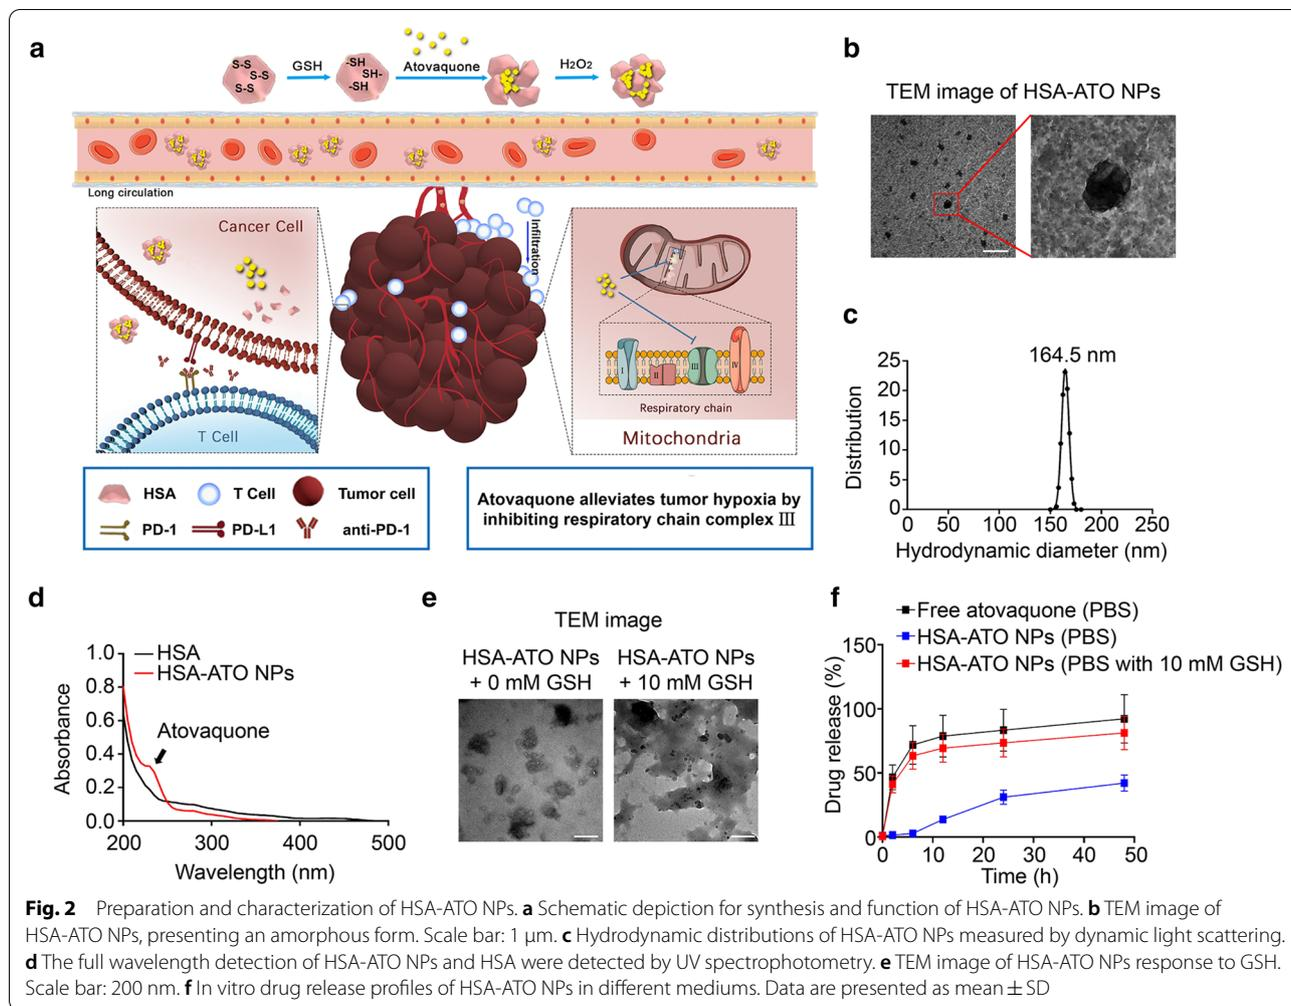 a
S-S
S-S
S-S
GSH
-SH
SH-
-SH
Atovaquone
H2O2
Long circulation
Cancer Cell
T Cell
Infiltration
I
II
III
IV
Respiratory chain
Mitochondria
HSA
T Cell
Tumor cell
PD-1
PD-L1
anti-PD-1
Atovaquone alleviates tumor hypoxia by
inhibiting respiratory chain complex III
b
TEM image of HSA-ATO NPs
c
164.5 nm
Distribution
25
20
15
10
5
0
0 50 100 150 200 250
Hydrodynamic diameter (nm)
d
HSA
HSA-ATO NPs
Atovaquone
Absorbance
1.0
0.8
0.6
0.4
0.2
0.0
200 300 400 500
Wavelength (nm)
e
TEM image
HSA-ATO NPs
+ 0 mM GSH
HSA-ATO NPs
+ 10 mM GSH
f
Free atovaquone (PBS)
HSA-ATO NPs (PBS)
HSA-ATO NPs (PBS with 10 mM GSH)
Drug release (%)
150
100
50
0
0 10 20 30 40 50
Time (h)
Fig. 2 Preparation and characterization of HSA-ATO NPs. a Schematic depiction for synthesis and function of HSA-ATO NPs. b TEM image of
HSA-ATO NPs, presenting an amorphous form. Scale bar: 1 μm. c Hydrodynamic distributions of HSA-ATO NPs measured by dynamic light scattering.
d The full wavelength detection of HSA-ATO NPs and HSA were detected by UV spectrophotometry. e TEM image of HSA-ATO NPs response to GSH.
Scale bar: 200 nm. f In vitro drug release profiles of HSA-ATO NPs in different mediums. Data are presented as mean ± SD